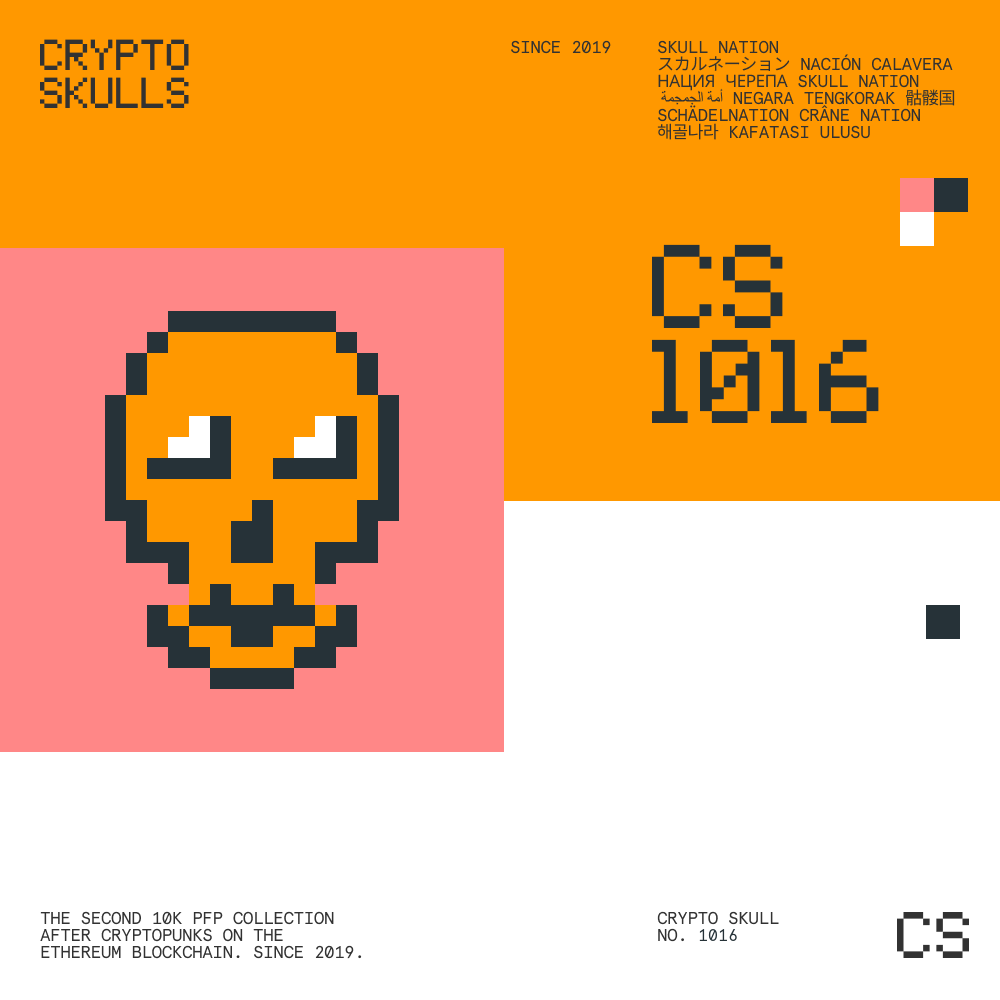 CRYPTO
SKULLS
SINCE 2019
SKULL NATION
スカルネーション NACIÓN CALAVERA
НАЦИЯ ЧЕРЕПА SKULL NATION
أمة الجمجمة NEGARA TENGKORAK 骷髅国
SCHÄDELNATION CRÂNE NATION
해골나라 KAFATASI ULUSU
CS
1016
THE SECOND 10K PFP COLLECTION
AFTER CRYPTOPUNKS ON THE
ETHEREUM BLOCKCHAIN. SINCE 2019.
CRYPTO SKULL
NO. 1016
CS